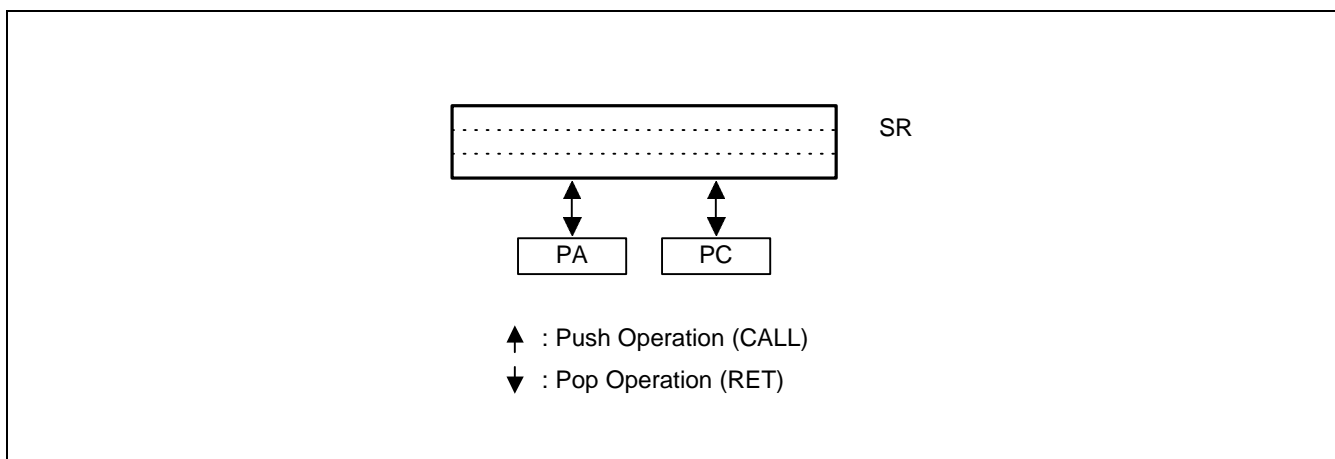 SR
PA PC
: Push Operation (CALL)
: Pop Operation (RET)